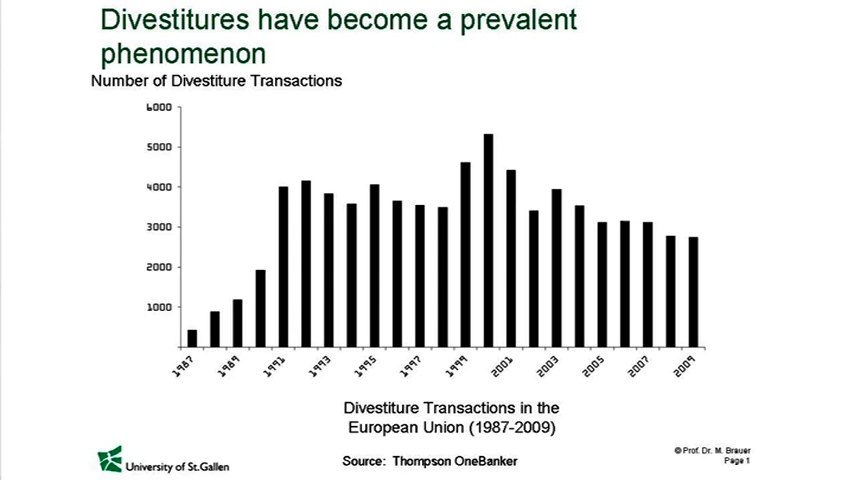 Divestitures have become a prevalent
phenomenon
Number of Divestiture Transactions
6000
5000
4000
3000
2000
1000
1987
1989
1991
1993
1995
1997
1999
2001
2003
2005
2007
2009
Divestiture Transactions in the
European Union (1987-2009)
University of St.Gallen
Source: Thompson OneBanker
© Prof. Dr. M. Brauer
Page 1